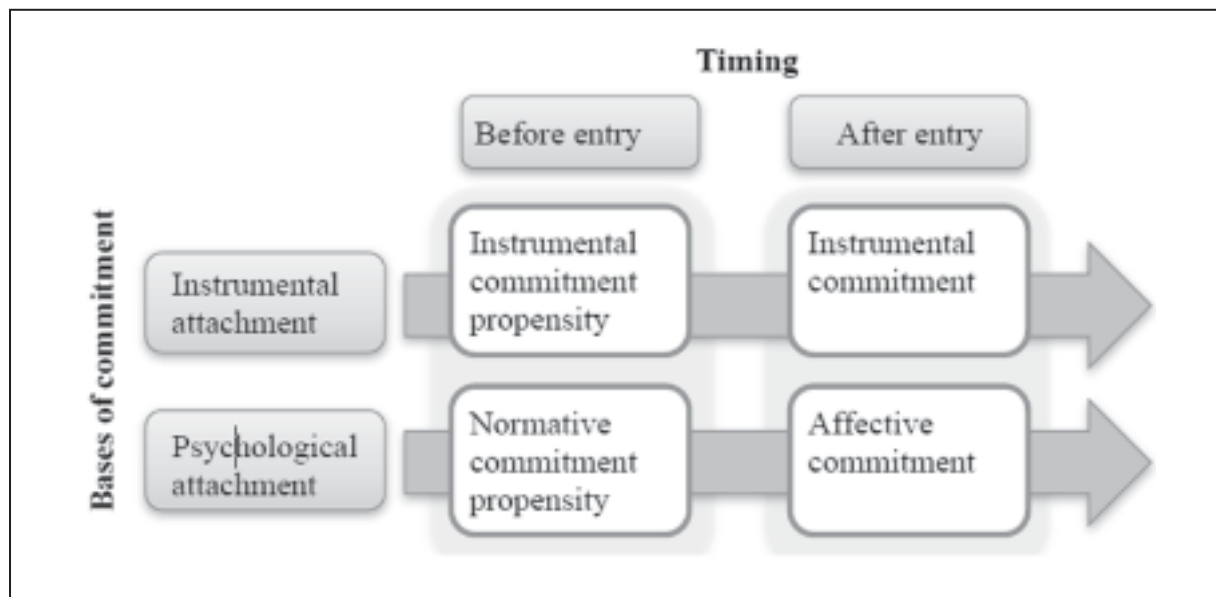 Timing
Before entry
After entry
Bases of commitment
Instrumental
attachment
Instrumental
commitment
propensity
Instrumental
commitment
Psychological
attachment
Normative
commitment
propensity
Affective
commitment